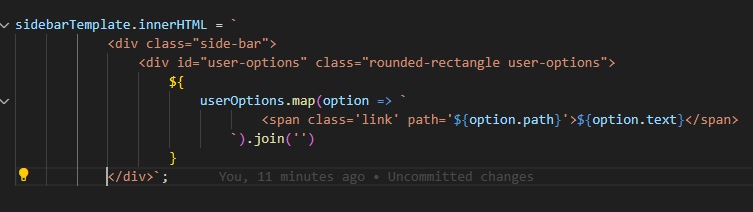 sidebarTemplate.innerHTML = `
<div class="side-bar">
<div id="user-options" class="rounded-rectangle user-options">
${
userOptions.map(option => `
<span class='link' path='${option.path}'>${option.text}</span>
`).join('')
}
</div>`; You, 11 minutes ago • Uncommitted changes